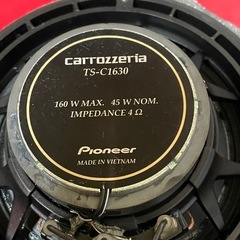 carrozzeria
TS-C1630
160 W MAX. 45 W NOM.
IMPEDANCE 4 Ω
Pioneer
MADE IN VIETNAM